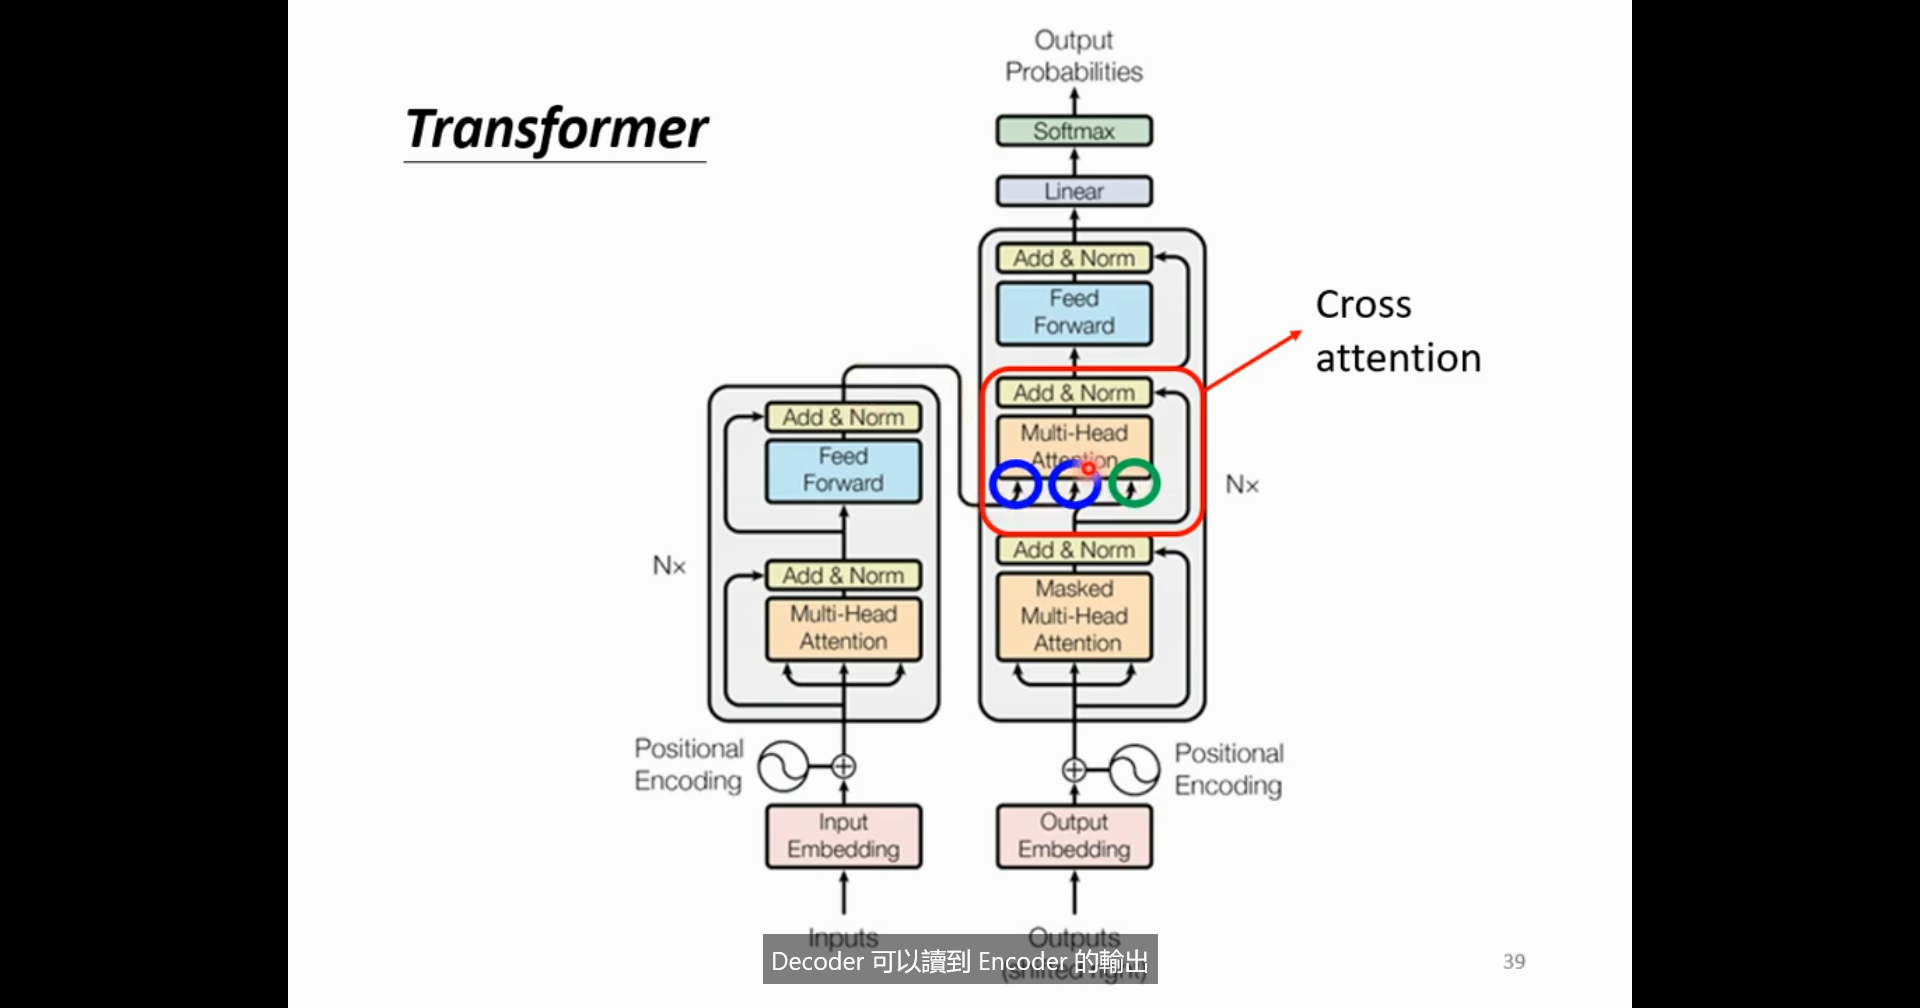 Transformer
Output
Probabilities
Softmax
Linear
Add & Norm
Feed
Forward
Cross
attention
Add & Norm
Multi-Head
Attention
Nx
Add & Norm
Masked
Multi-Head
Attention
Add & Norm
Feed
Forward
Nx
Add & Norm
Multi-Head
Attention
Positional
Encoding
Positional
Encoding
Input
Embedding
Output
Embedding
Inputs
Outputs
(shifted right)
Decoder 可以讀到 Encoder 的輸出
39